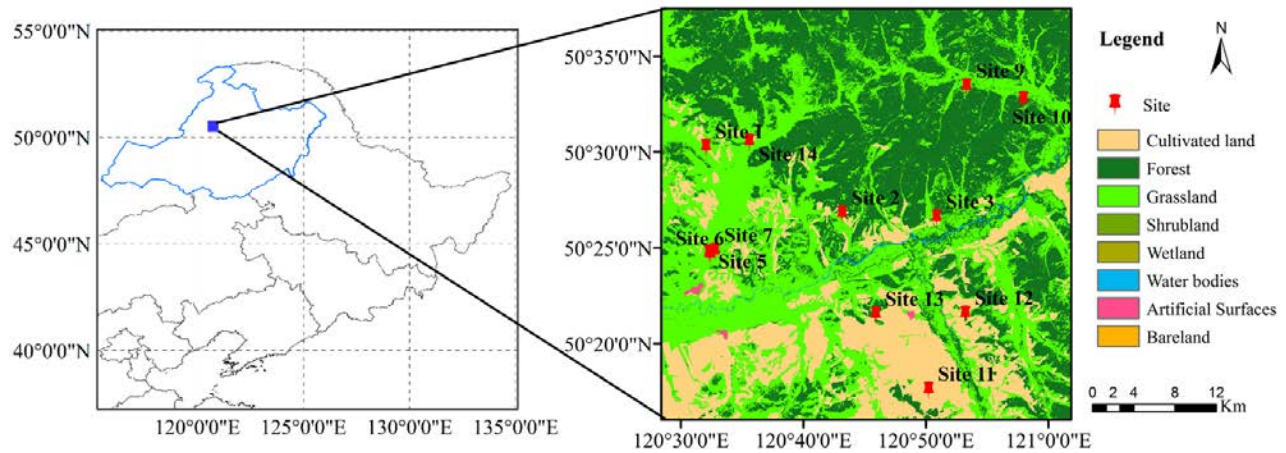 55°0'0"N
50°0'0"N
45°0'0"N
40°0'0"N
120°0'0"E 125°0'0"E 130°0'0"E 135°0'0"E
50°35'0"N
50°30'0"N
50°25'0"N
50°20'0"N
120°30'0"E 120°40'0"E 120°50'0"E 121°0'0"E
Site 9
Site 10
Site 1
Site 14
Site 2
Site 3
Site 6
Site 7
Site 5
Site 13
Site 12
Site 11
Legend
N
Site
Cultivated land
Forest
Grassland
Shrubland
Wetland
Water bodies
Artificial Surfaces
Bareland
0 2 4 8 12
Km